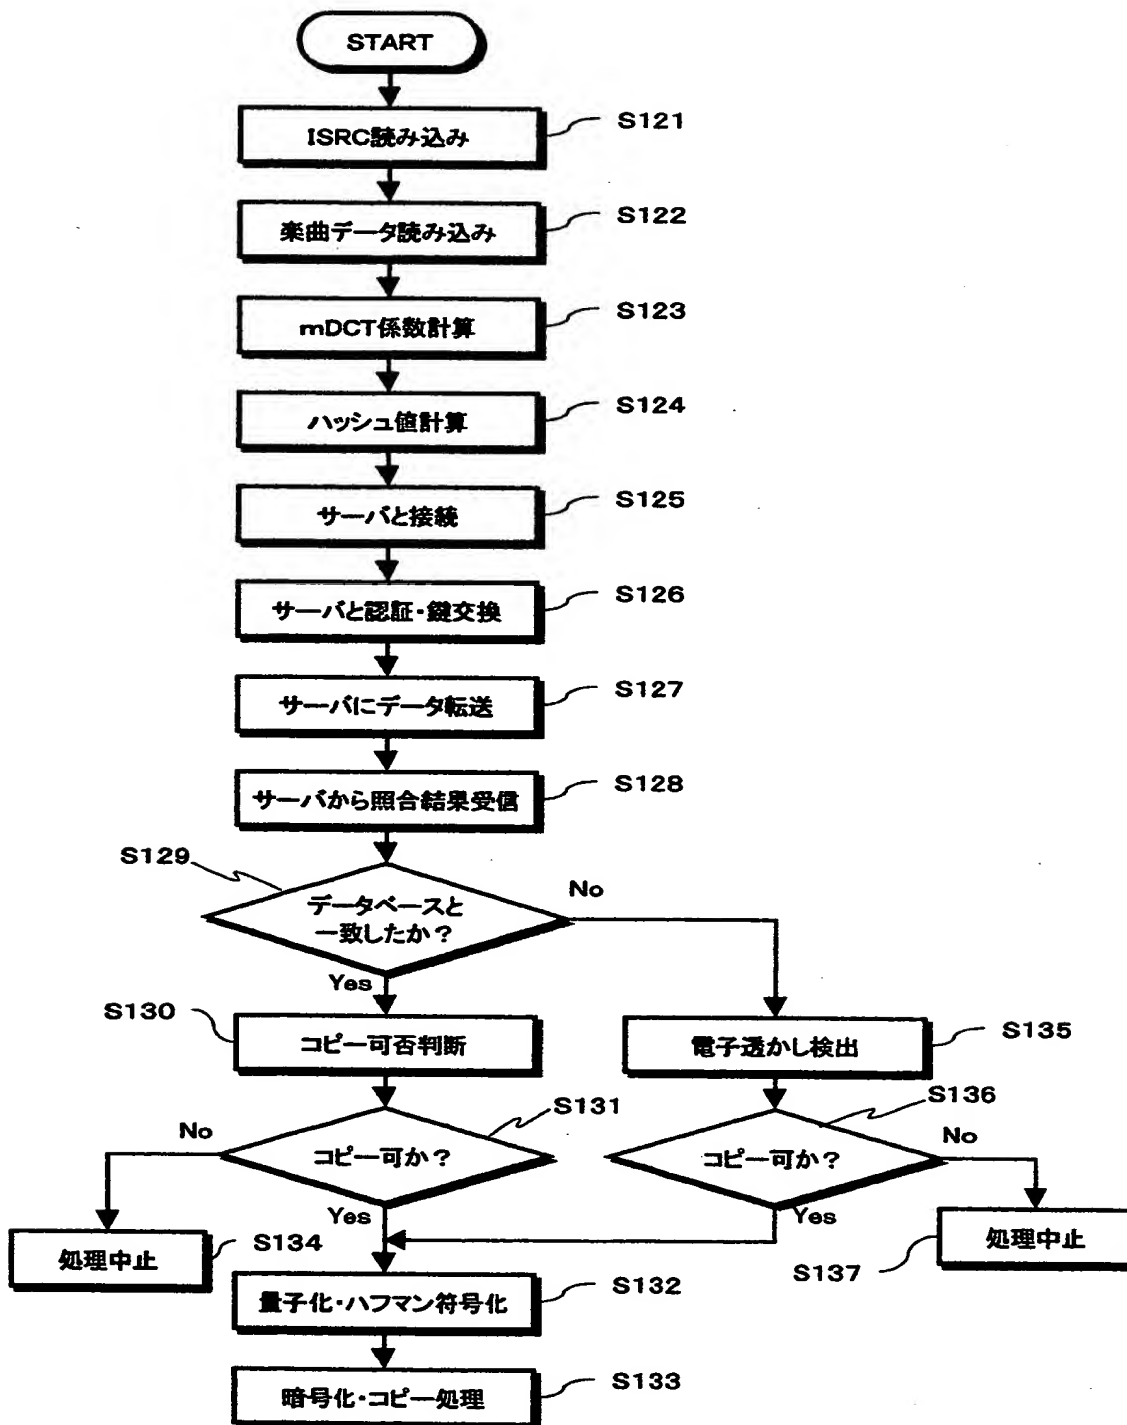 START
ISRC読み込み
S121
楽曲データ読み込み
S122
mDCT係数計算
S123
ハッシュ値計算
S124
サーバと接続
S125
サーバと認証・鍵交換
S126
サーバにデータ転送
S127
サーバから照合結果受信
S128
S129
データベースと
一致したか?
No
Yes
S130
コピー可否判断
電子透かし検出
S135
S131
コピー可か?
No
Yes
S136
コピー可か?
No
Yes
処理中止
S134
処理中止
S137
量子化・ハフマン符号化
S132
暗号化・コピー処理
S133